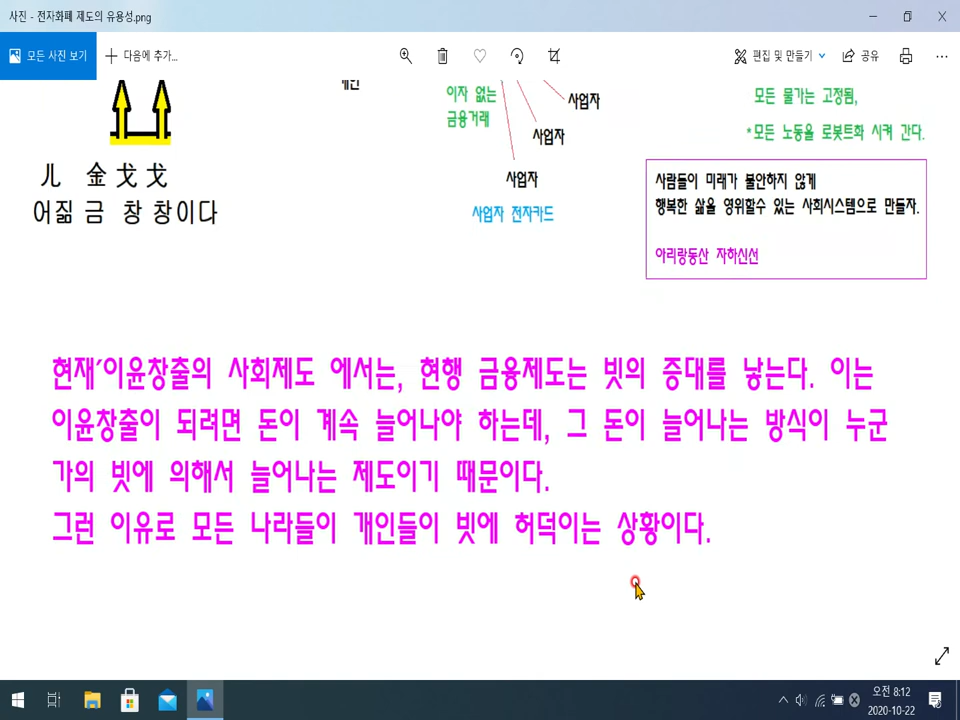 사진 - 전자화폐 제도의 유용성.png
모든 사진 보기
다음에 추가...
편집 및 만들기
공유
개인
이자 없는
금융거래
사업자
사업자
사업자
사업자 전자카드
모든 물가는 고정됨,
*모든 노동을 로봇트화 시켜 간다.
儿 金 戈 戈
어짊 금 창 창이다
사람들이 미래가 불안하지 않게
행복한 삶을 영위할수 있는 사회시스템으로 만들자.
아리랑동산 자하신선
현재´이윤창출의 사회제도 에서는, 현행 금융제도는 빗의 증대를 낳는다. 이는
이윤창출이 되려면 돈이 계속 늘어나야 하는데, 그 돈이 늘어나는 방식이 누군
가의 빗에 의해서 늘어나는 제도이기 때문이다.
그런 이유로 모든 나라들이 개인들이 빗에 허덕이는 상황이다.
오전 8:12
2020-10-22